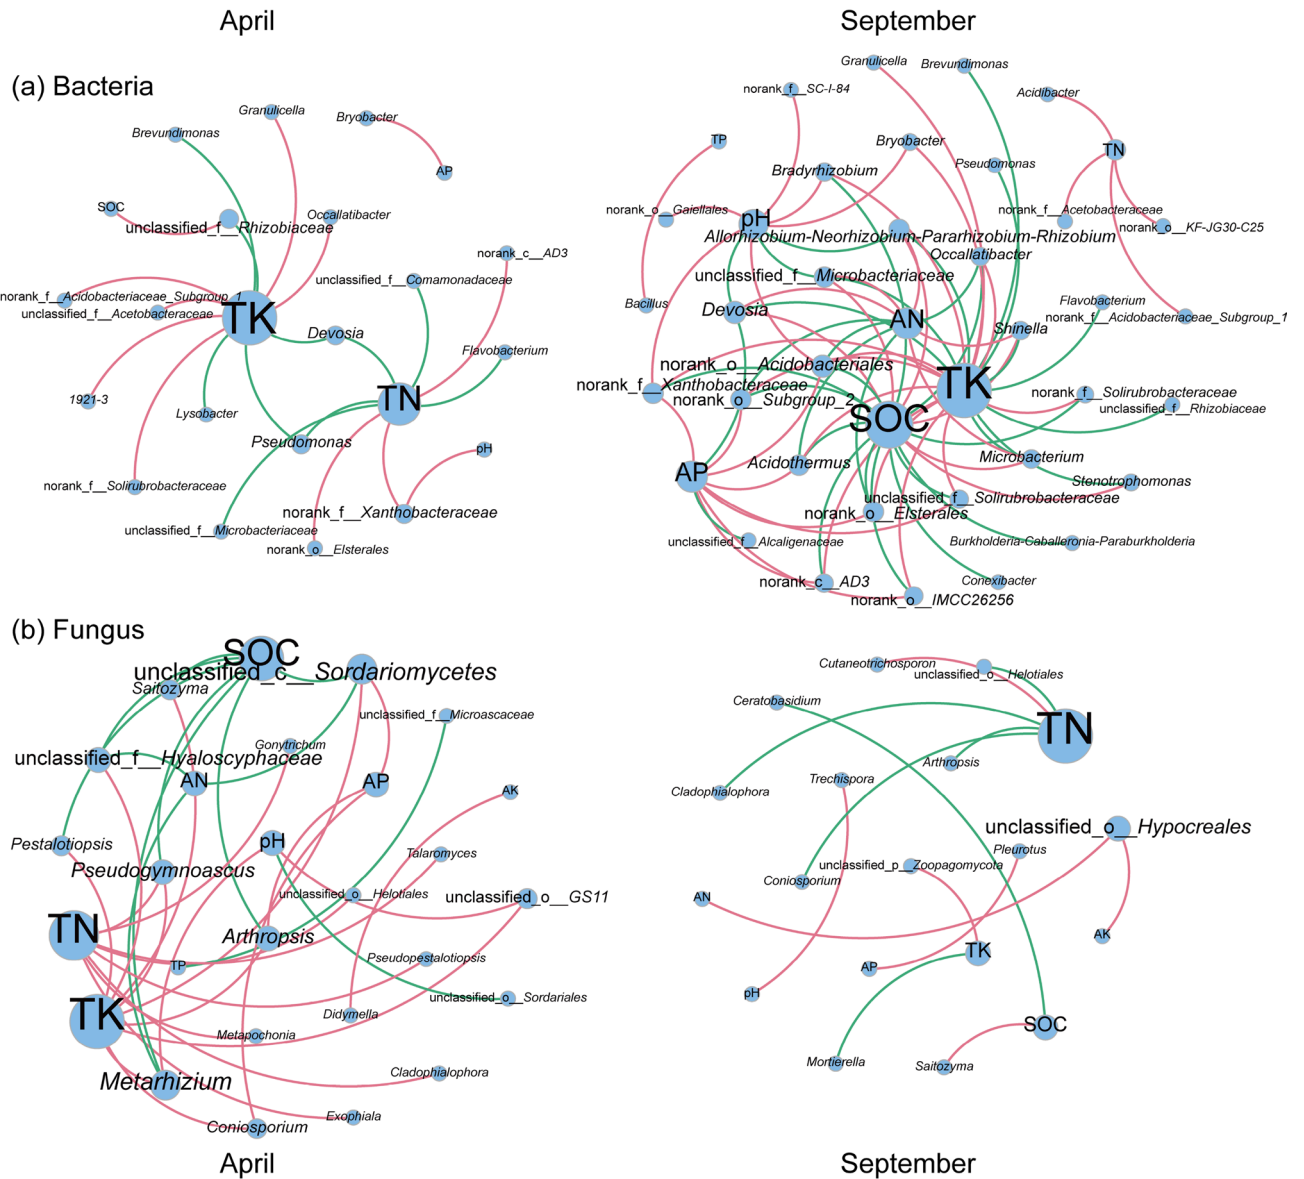 April
September
(a) Bacteria
Granulicella
Bryobacter
Brevundimonas
AP
SOC
unclassified_f__Rhizobiaceae
Occallatibacter
norank_c__AD3
unclassified_f__Comamonadaceae
norank_f__Acidobacteriaceae_Subgroup_1
unclassified_f__Acetobacteraceae
TK
Devosia
Flavobacterium
1921-3
TN
Lysobacter
Pseudomonas
pH
norank_f__Solirubrobacteraceae
norank_f__Xanthobacteraceae
unclassified_f__Microbacteriaceae
norank_o__Elsterales
Granulicella
Brevundimonas
norank_f__SC-I-84
Acidibacter
TP
Bryobacter
TN
Pseudomonas
Bradyrhizobium
norank_o__Gaiellales
pH
norank_f__Acetobacteraceae
norank_o__KF-JG30-C25
Allorhizobium-Neorhizobium-Pararhizobium-Rhizobium
Occallatibacter
unclassified_f__Microbacteriaceae
Bacillus
Devosia
AN
Flavobacterium
norank_f__Acidobacteriaceae_Subgroup_1
Shinella
norank_o__Acidobacteriales
norank_f__Xanthobacteraceae
TK
norank_o__Subgroup_2
norank_f__Solirubrobacteraceae
unclassified_f__Rhizobiaceae
SOC
Acidothermus
Microbacterium
AP
Stenotrophomonas
unclassified_f__Solirubrobacteraceae
norank_o__Elsterales
unclassified_f__Alcaligenaceae
Burkholderia-Caballeronia-Paraburkholderia
norank_c__AD3
Conexibacter
norank_o__IMCC26256
(b) Fungus
SOC
unclassified_c__Sordariomycetes
Saitozyma
unclassified_f__Microascaceae
Gonytrichum
unclassified_f__Hyaloscyphaceae
AN
AP
AK
Pestalotiopsis
pH
Talaromyces
Pseudogymnoascus
unclassified_o__Helotiales
unclassified_o__GS11
TN
Arthropsis
TP
Pseudopestalotiopsis
unclassified_o__Sordariales
TK
Didymella
Metapochonia
Metarhizium
Cladophialophora
Exophiala
Coniosporium
Cutaneotrichosporon
unclassified_o__Helotiales
Ceratobasidium
TN
Arthropsis
Trechispora
Cladophialophora
unclassified_o__Hypocreales
Pleurotus
unclassified_p__Zoopagomycota
Coniosporium
AN
AK
TK
AP
pH
SOC
Mortierella
Saitozyma
April
September